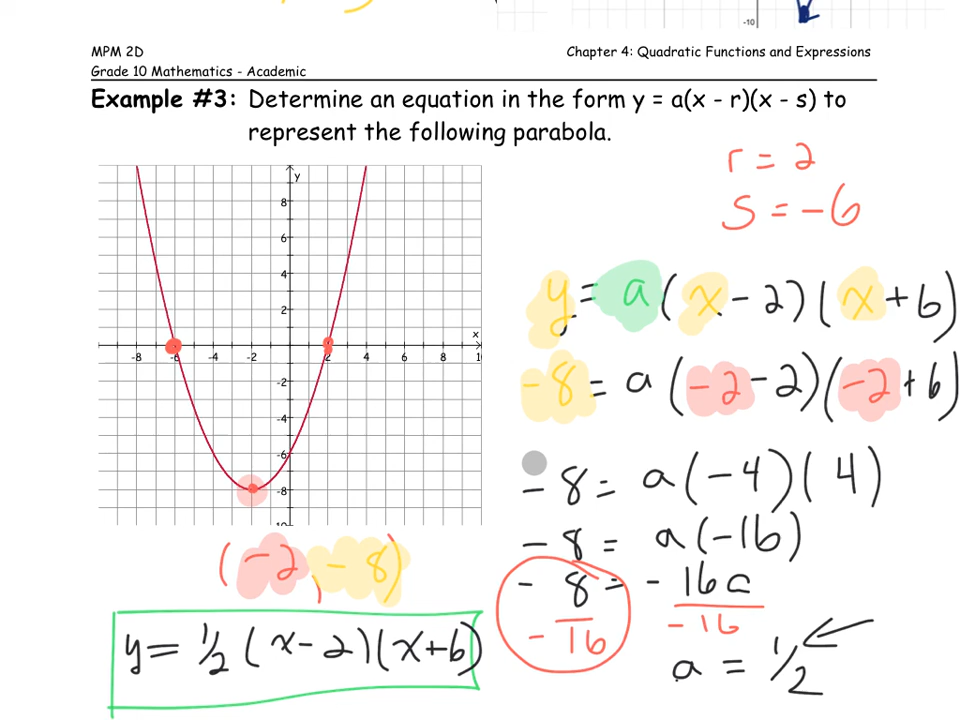 -10
MPM 2D
Chapter 4: Quadratic Functions and Expressions
Grade 10 Mathematics - Academic
Example #3: Determine an equation in the form y = a(x - r)(x - s) to
represent the following parabola.
r = 2
s = -6
y
8
6
4
2
x
-8 -6 -4 -2 2 4 6 8 1
-2
-4
-6
-8
10
y = a(x - 2)(x + 6)
-8 = a(-2 - 2)(-2 + 6)
-8 = a(-4)(4)
-8 = a(-16)
-8 = -16a
-16 -16
a = 1/2
(-2, -8)
y = 1/2 (x - 2)(x + 6)